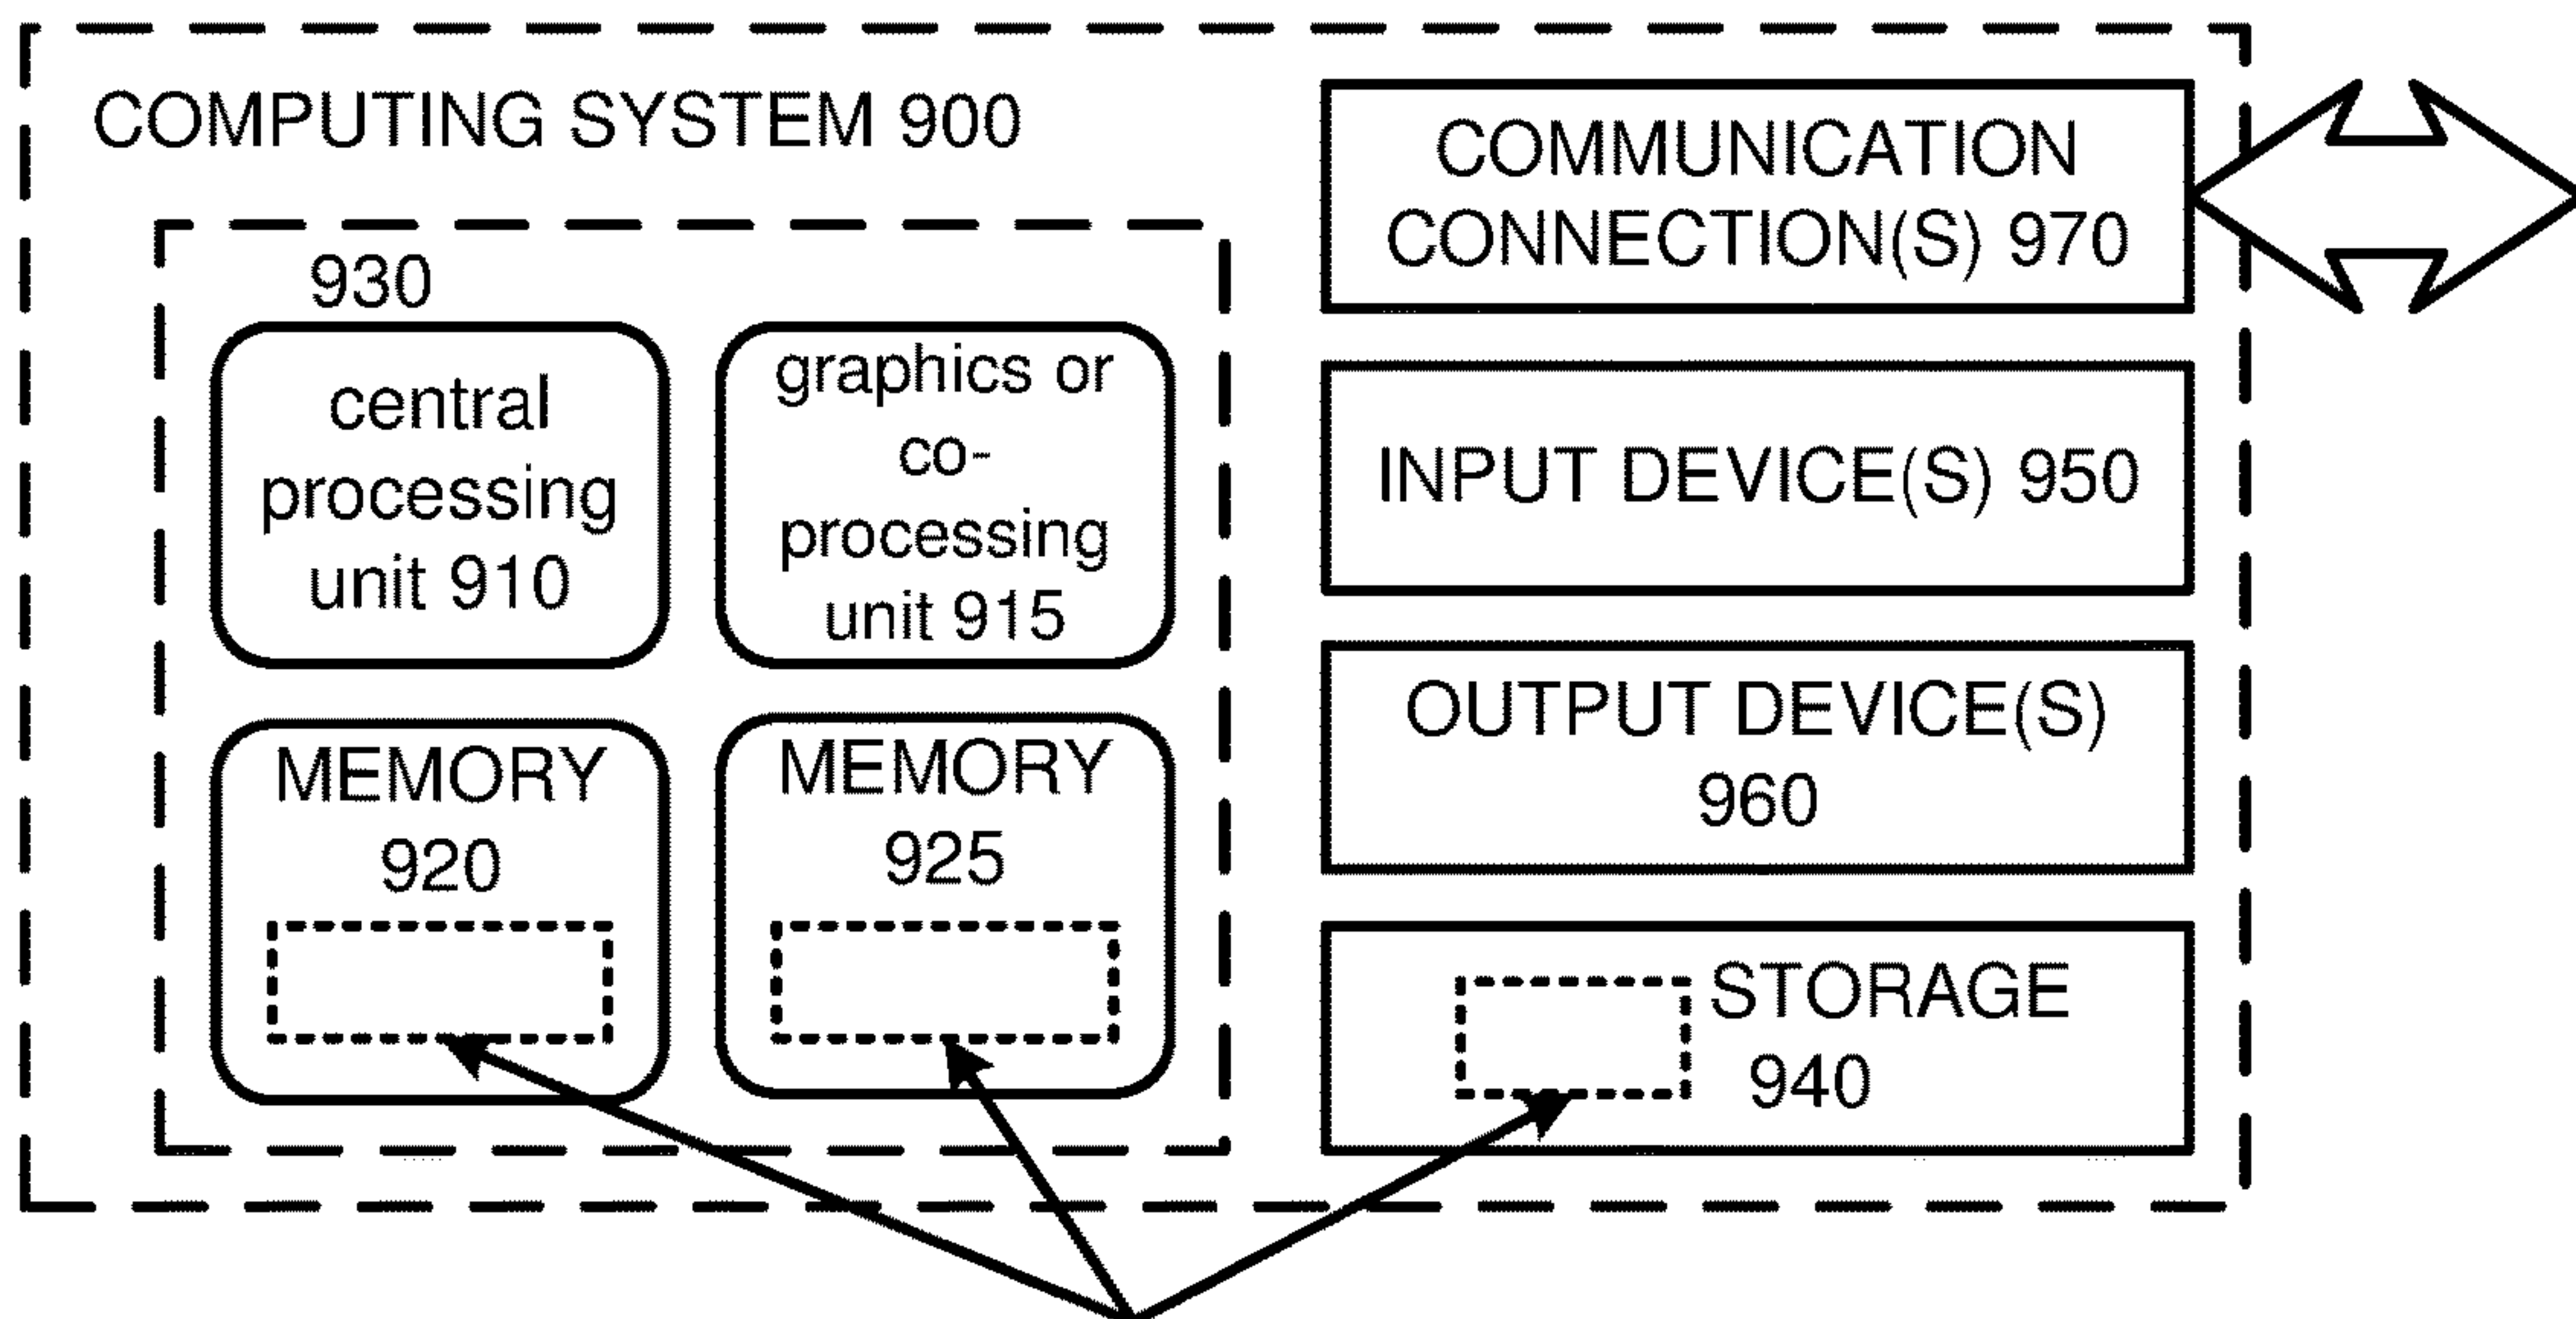 COMPUTING SYSTEM 900
930
central
processing
unit 910
graphics or
co-
processing
unit 915
MEMORY
920
MEMORY
925
COMMUNICATION
CONNECTION(S) 970
INPUT DEVICE(S) 950
OUTPUT DEVICE(S)
960
STORAGE
940